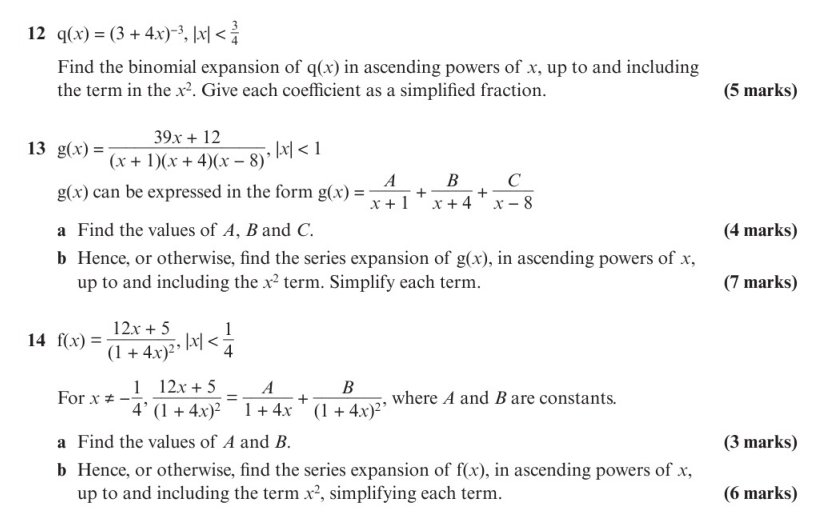 12 q(x) = (3 + 4x)⁻³, |x| < 3/4
Find the binomial expansion of q(x) in ascending powers of x, up to and including
the term in the x². Give each coefficient as a simplified fraction. (5 marks)
13 g(x) = (39x + 12)/((x + 1)(x + 4)(x − 8)), |x| < 1
g(x) can be expressed in the form g(x) = A/(x + 1) + B/(x + 4) + C/(x − 8)
a Find the values of A, B and C. (4 marks)
b Hence, or otherwise, find the series expansion of g(x), in ascending powers of x,
up to and including the x² term. Simplify each term. (7 marks)
14 f(x) = (12x + 5)/(1 + 4x)², |x| < 1/4
For x ≠ −1/4, (12x + 5)/(1 + 4x)² = A/(1 + 4x) + B/(1 + 4x)², where A and B are constants.
a Find the values of A and B. (3 marks)
b Hence, or otherwise, find the series expansion of f(x), in ascending powers of x,
up to and including the term x², simplifying each term. (6 marks)